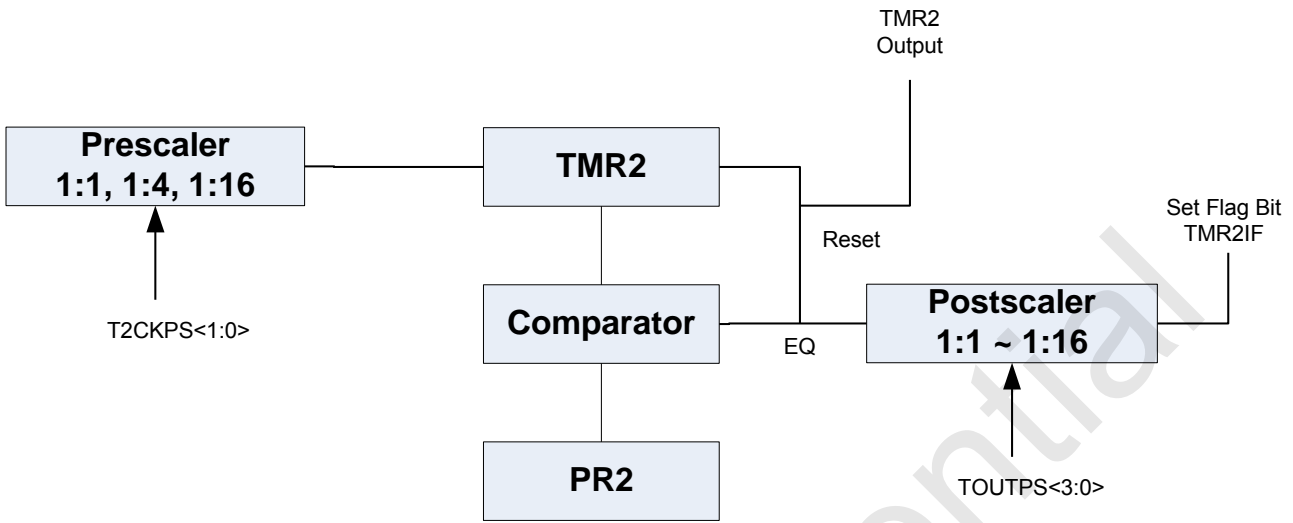 TMR2
Output
Prescaler
1:1, 1:4, 1:16
TMR2
Set Flag Bit
TMR2IF
Reset
T2CKPS<1:0>
Comparator
EQ
Postscaler
1:1 ~ 1:16
PR2
TOUTPS<3:0>
ential